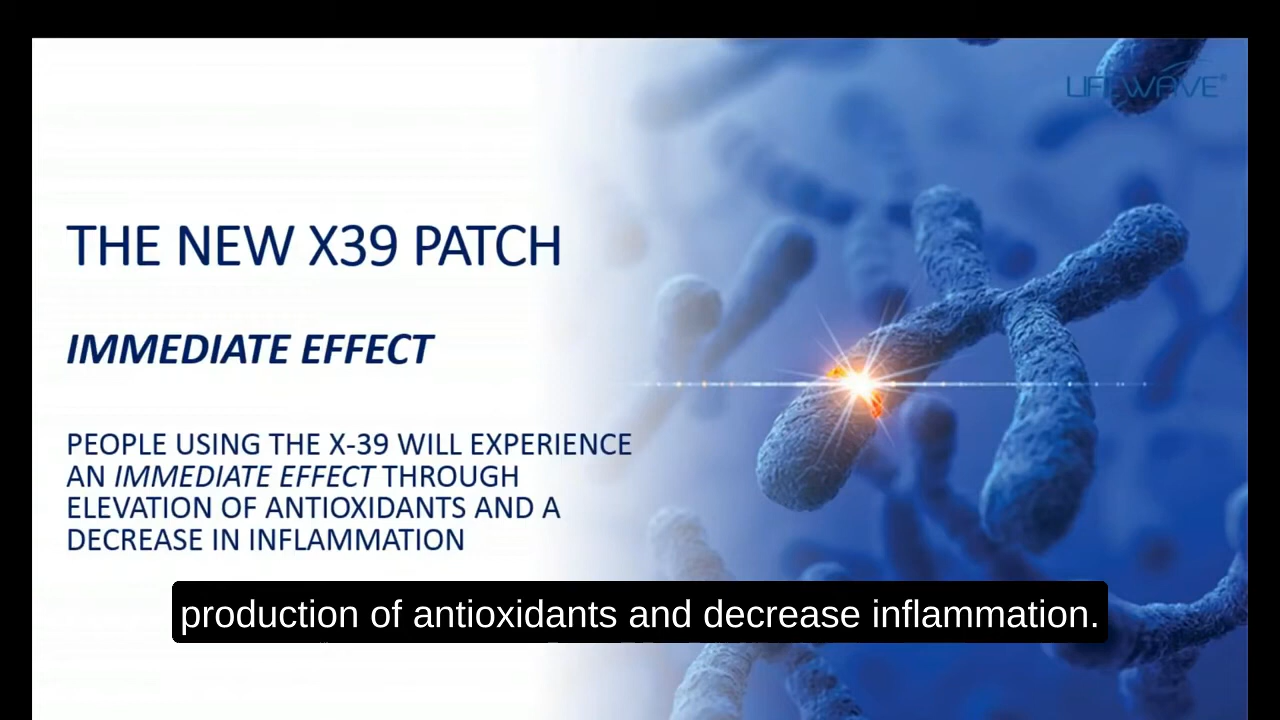 LIFEWAVE®
THE NEW X39 PATCH
IMMEDIATE EFFECT
PEOPLE USING THE X-39 WILL EXPERIENCE
AN IMMEDIATE EFFECT THROUGH
ELEVATION OF ANTIOXIDANTS AND A
DECREASE IN INFLAMMATION
production of antioxidants and decrease inflammation.